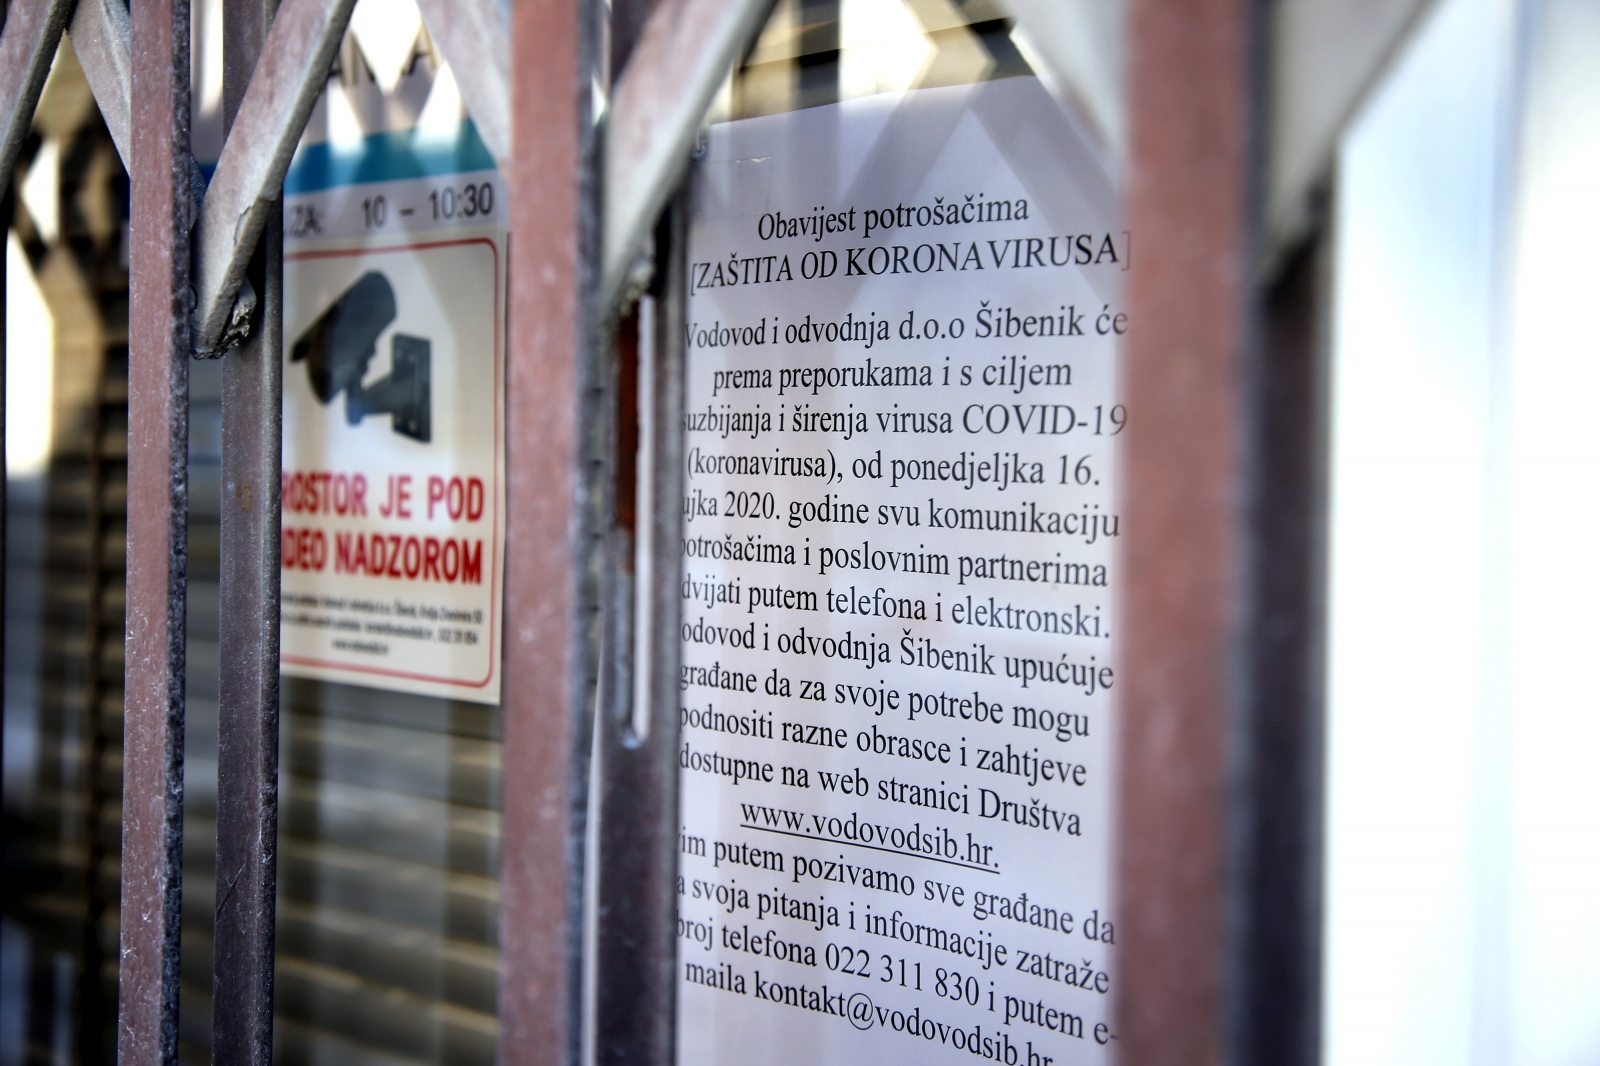 10 – 10:30
JE POD
NADZOROM
Obavijest potrošačima
[ZAŠTITA OD KORONAVIRUSA]
Vodovod i odvodnja d.o.o Šibenik će
prema preporukama i s ciljem
suzbijanja i širenja virusa COVID-19
(koronavirusa), od ponedjeljka 16.
ujka 2020. godine svu komunikaciju
potrošačima i poslovnim partnerima
dvijati putem telefona i elektronski.
odovod i odvodnja Šibenik upućuje
građane da za svoje potrebe mogu
podnositi razne obrasce i zahtjeve
dostupne na web stranici Društva
www.vodovodsib.hr.
im putem pozivamo sve građane da
a svoja pitanja i informacije zatraže
broj telefona 022 311 830 i putem e-
maila kontakt@vodovodsib.hr